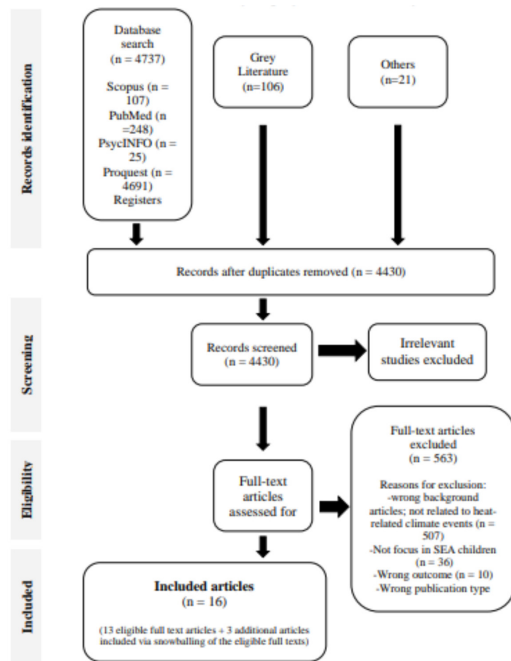 Records identification
Database
search
(n = 4737)
Scopus (n =
107)
PubMed (n
=248)
PsycINFO (n =
25)
Proquest (n =
4691)
Registers
Grey
Literature
(n=106)
Others
(n=21)
Records after duplicates removed (n = 4430)
Screening
Records screened
(n = 4430)
Irrelevant
studies excluded
Eligibility
Full-text
articles
assessed for
Full-text articles
excluded
(n = 563)
Reasons for exclusion:
-wrong background
articles; not related to heat-
related climate events (n =
507)
-Not focus in SEA children
(n = 36)
-Wrong outcome (n = 10)
-Wrong publication type
Included
Included articles
(n = 16)
(13 eligible full text articles + 3 additional articles
included via snowballing of the eligible full texts)